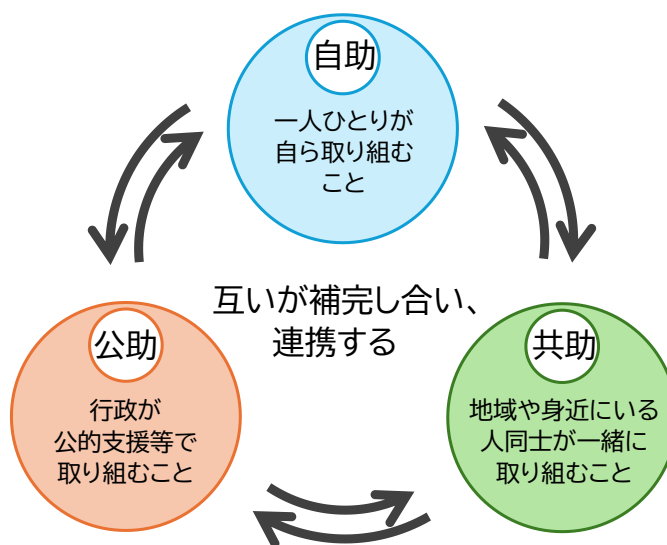 自助
一人ひとりが
自ら取り組む
こと
互いが補完し合い、
連携する
公助
行政が
公的支援等で
取り組むこと
共助
地域や身近にいる
人同士が一緒に
取り組むこと